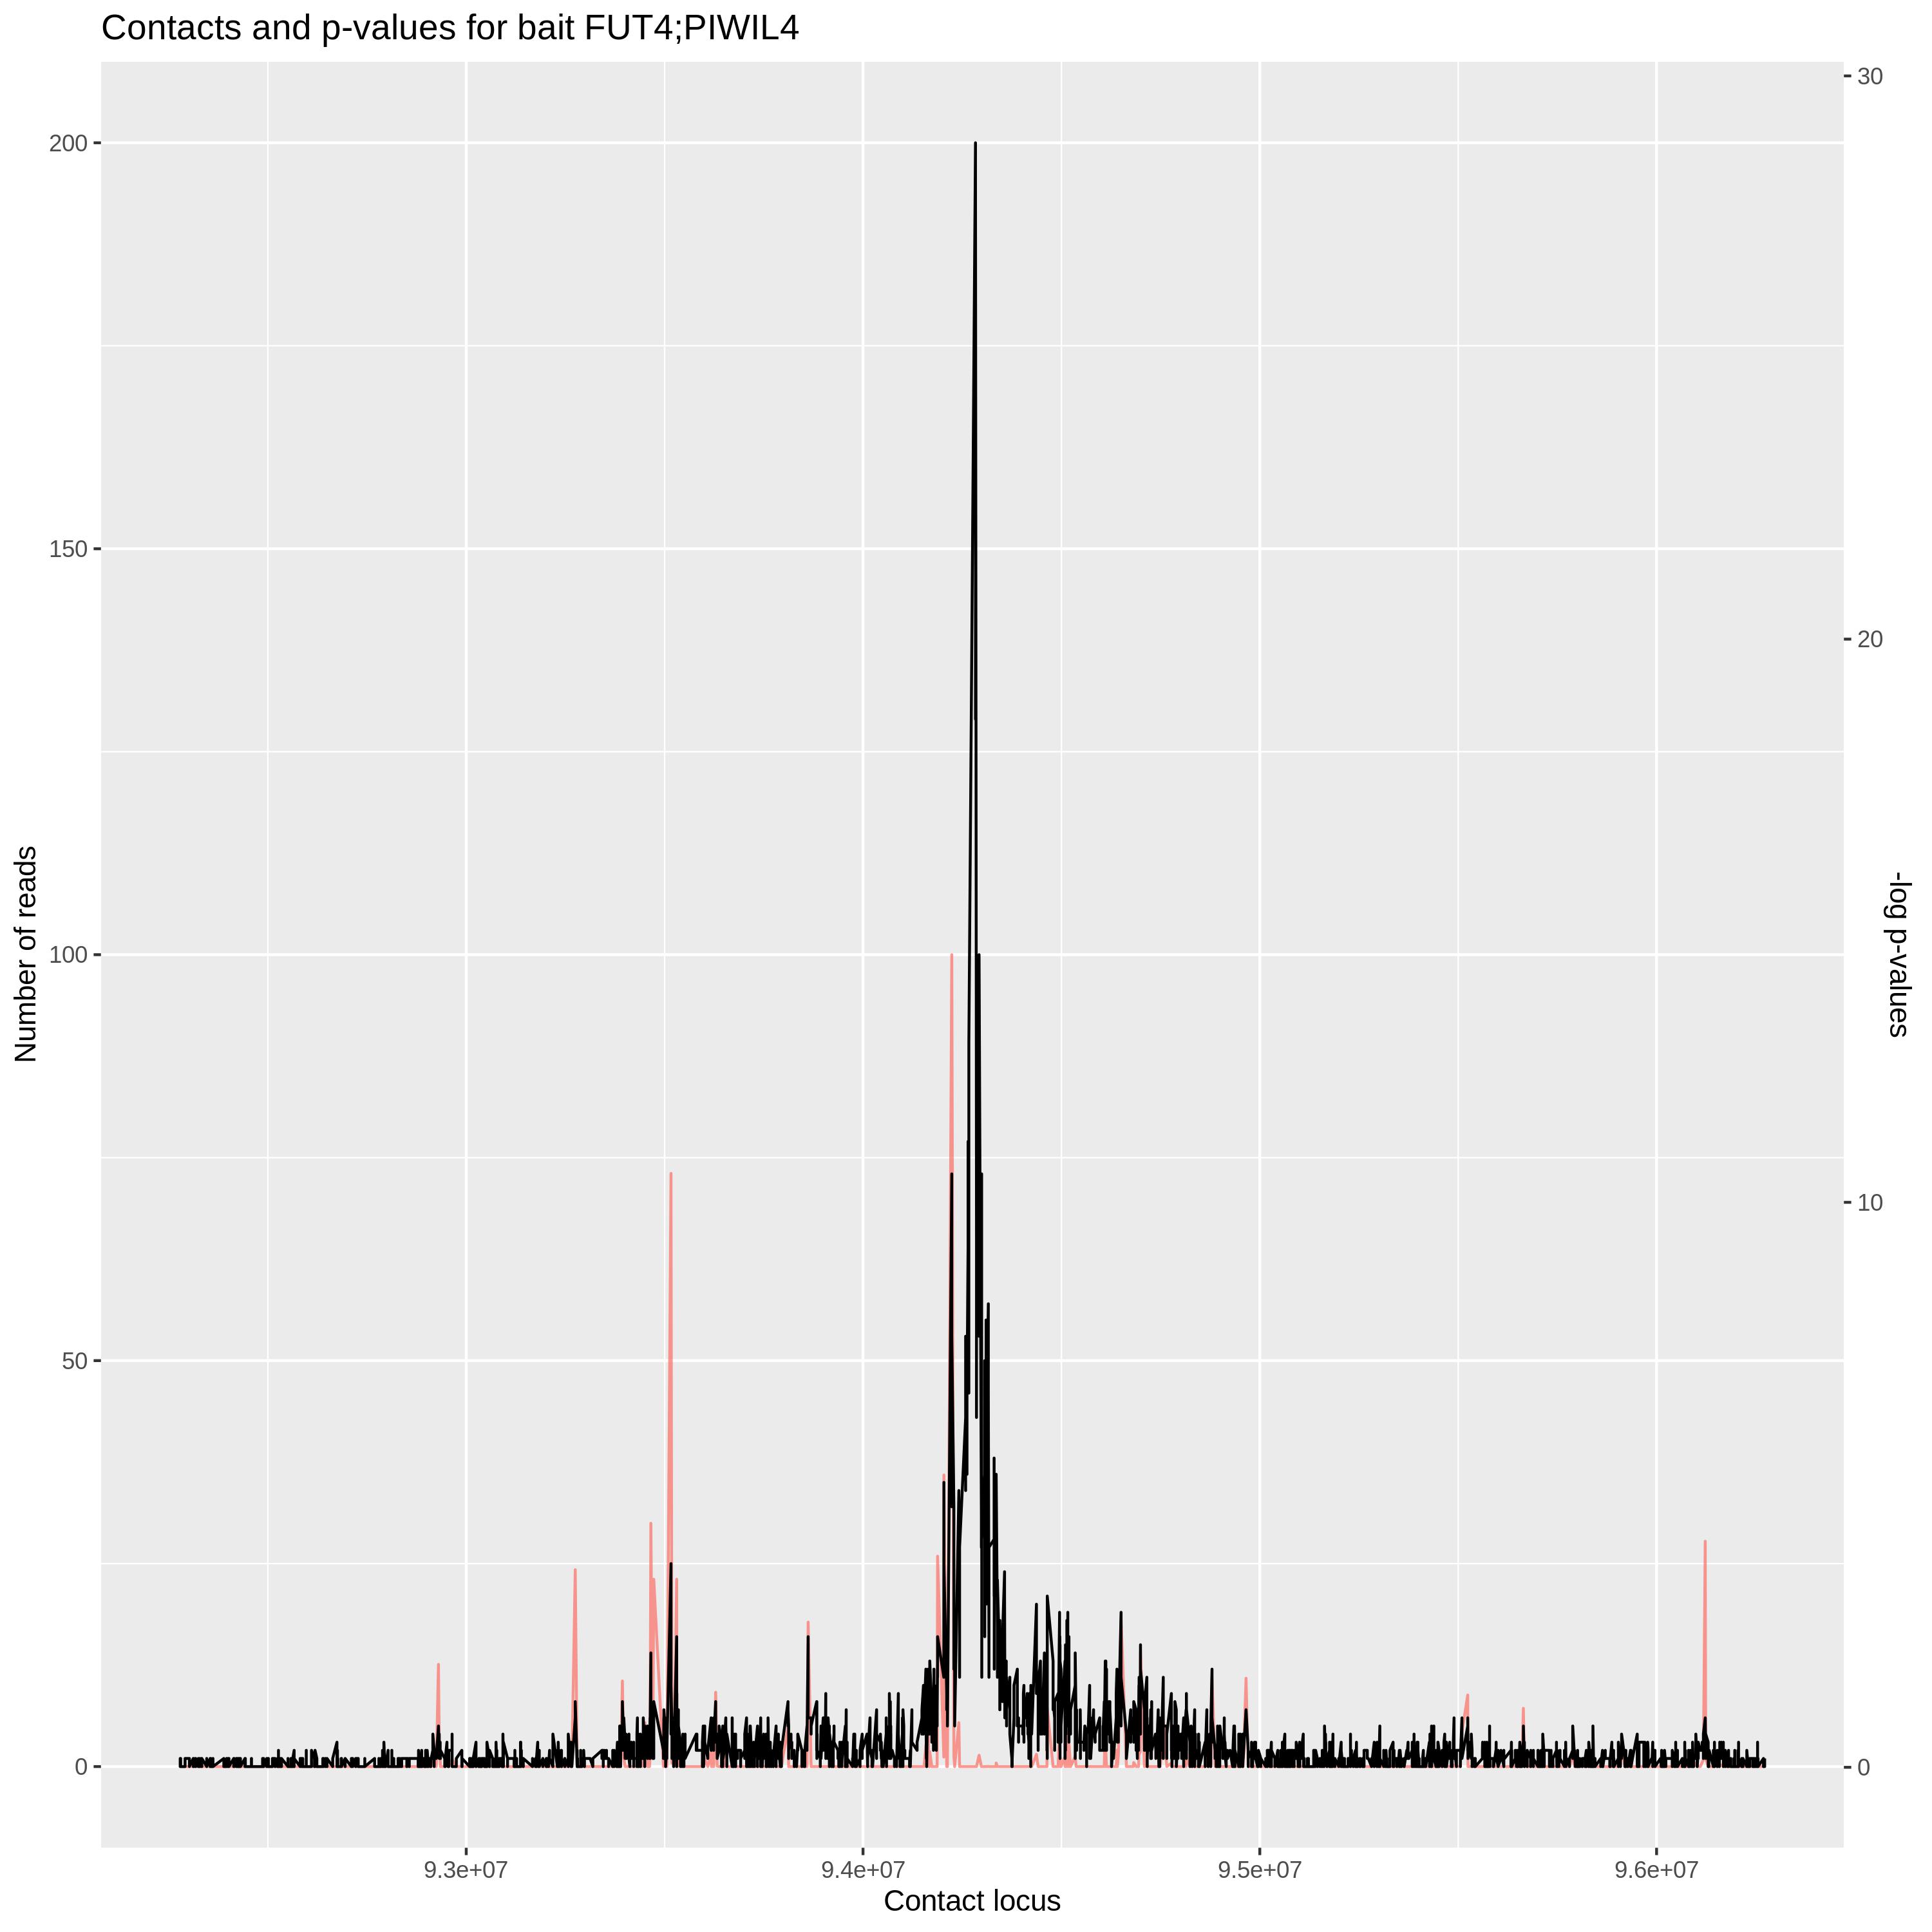 Contacts and p-values for bait FUT4;PIWIL4
200
150
100
50
0
Number of reads
30
20
10
0
-log p-values
9.3e+07
9.4e+07
9.5e+07
9.6e+07
Contact locus